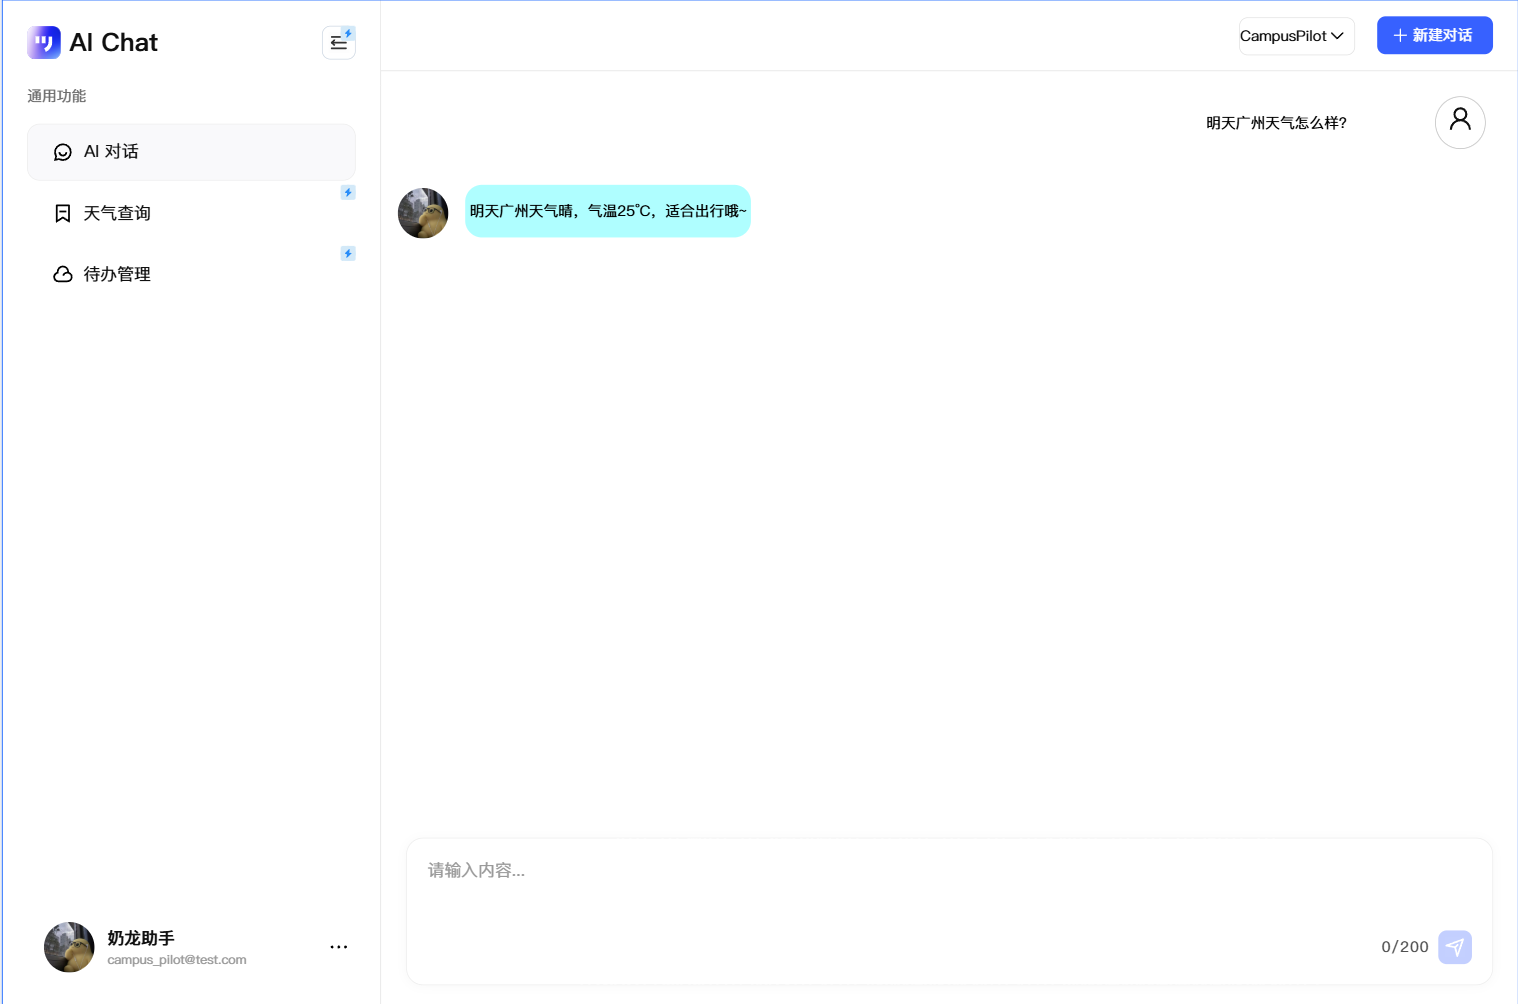 AI Chat
通用功能
AI 对话
天气查询
待办管理
奶龙助手
campus_pilot@test.com
CampusPilot
新建对话
明天广州天气怎么样?
明天广州天气晴，气温25℃，适合出行哦~
请输入内容...
0/200